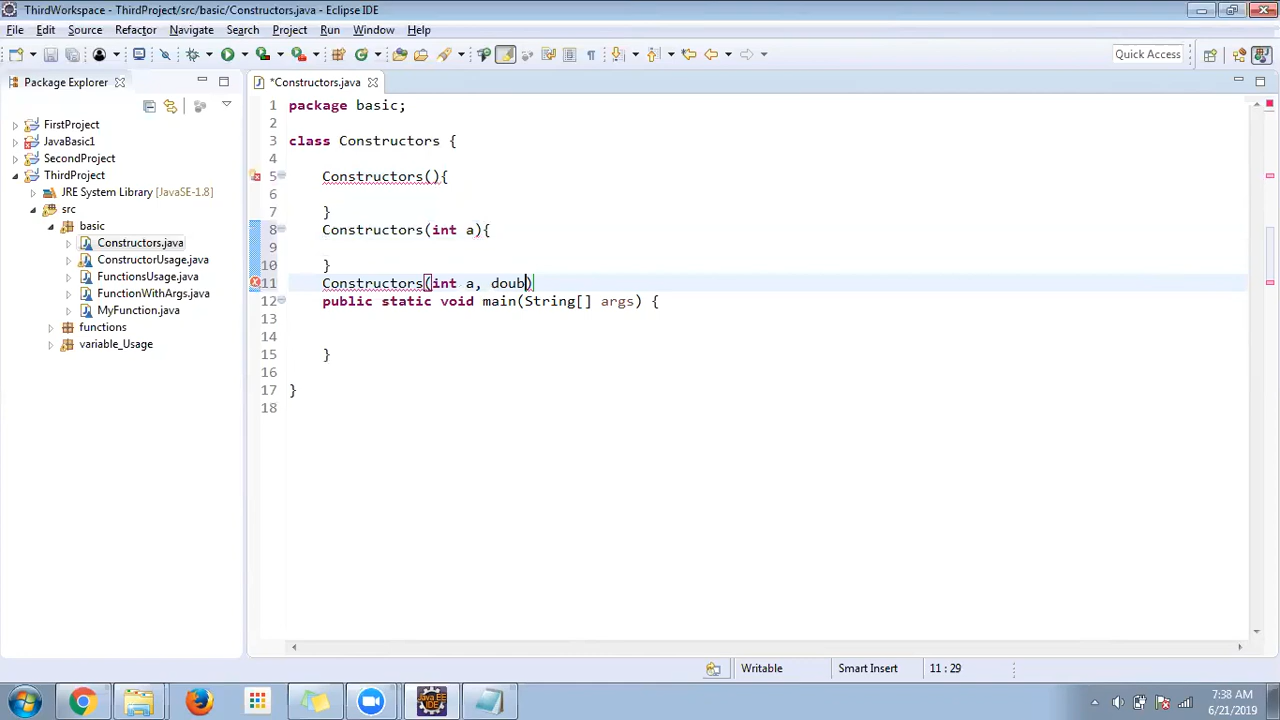 ThirdWorkspace - ThirdProject/src/basic/Constructors.java - Eclipse IDE
File Edit Source Refactor Navigate Search Project Run Window Help
Quick Access
Package Explorer
FirstProject
JavaBasic1
SecondProject
ThirdProject
JRE System Library [JavaSE-1.8]
src
basic
Constructors.java
ConstructorUsage.java
FunctionsUsage.java
FunctionWithArgs.java
MyFunction.java
functions
variable_Usage
*Constructors.java
1 package basic;
2
3 class Constructors {
4
5 Constructors(){
6
7 }
8 Constructors(int a){
9
10 }
11 Constructors(int a, doub)
12 public static void main(String[] args) {
13
14
15 }
16
17 }
18
Writable Smart Insert 11 : 29
Java EE IDE
7:38 AM
6/21/2019